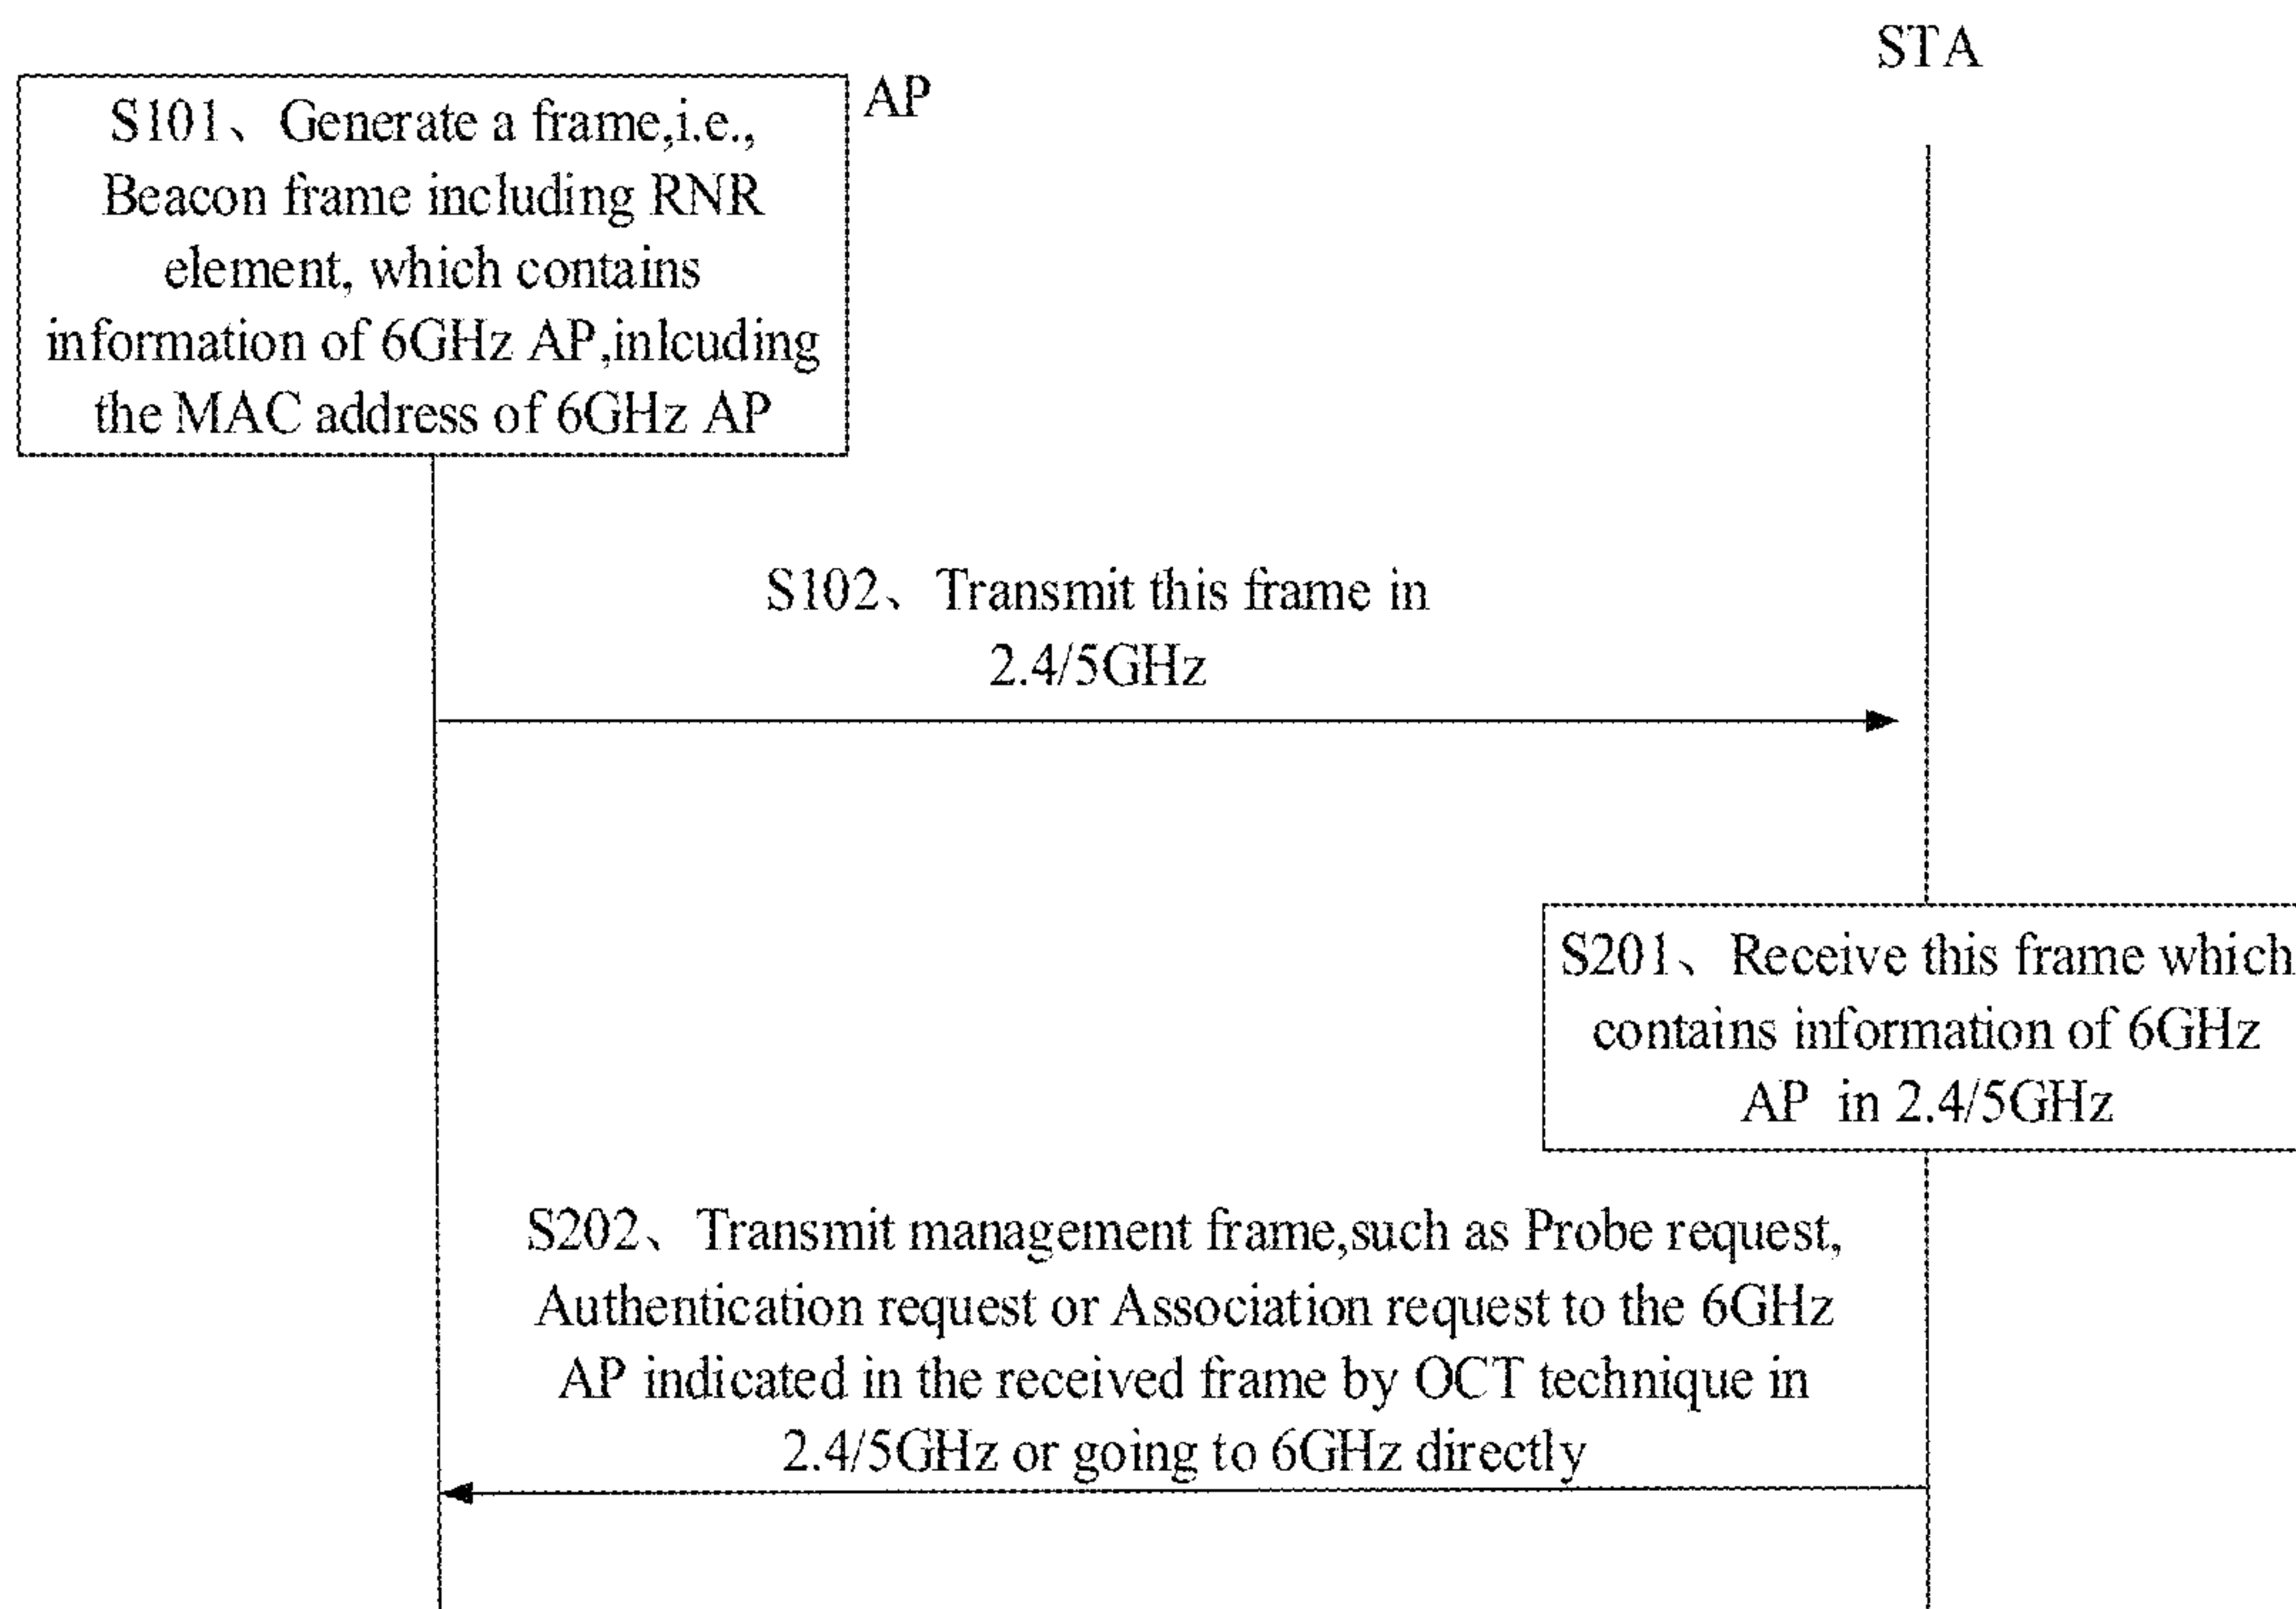 STA
AP
S101、Generate a frame,i.e.,
Beacon frame including RNR
element, which contains
information of 6GHz AP,inlcuding
the MAC address of 6GHz AP
S102、Transmit this frame in
2.4/5GHz
S201、Receive this frame which
contains information of 6GHz
AP in 2.4/5GHz
S202、Transmit management frame,such as Probe request,
Authentication request or Association request to the 6GHz
AP indicated in the received frame by OCT technique in
2.4/5GHz or going to 6GHz directly